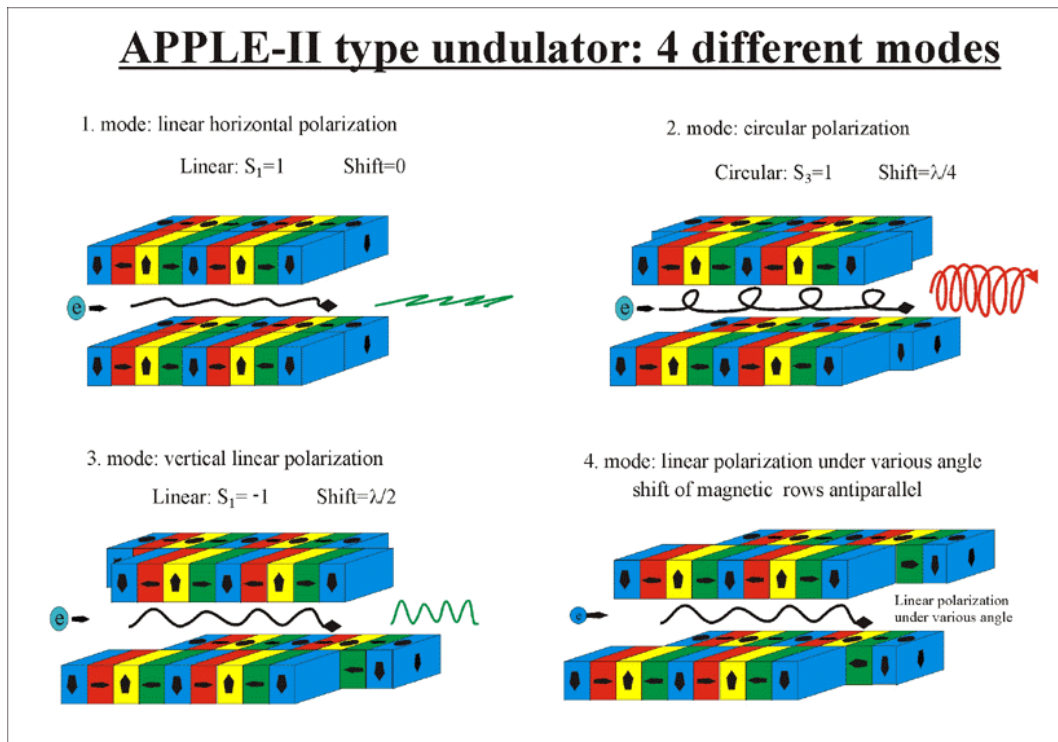 APPLE-II type undulator: 4 different modes
1. mode: linear horizontal polarization
Linear: S₁=1 Shift=0
e
2. mode: circular polarization
Circular: S₃=1 Shift=λ/4
e
3. mode: vertical linear polarization
Linear: S₁= -1 Shift=λ/2
e
4. mode: linear polarization under various angle
shift of magnetic rows antiparallel
e
Linear polarization
under various angle